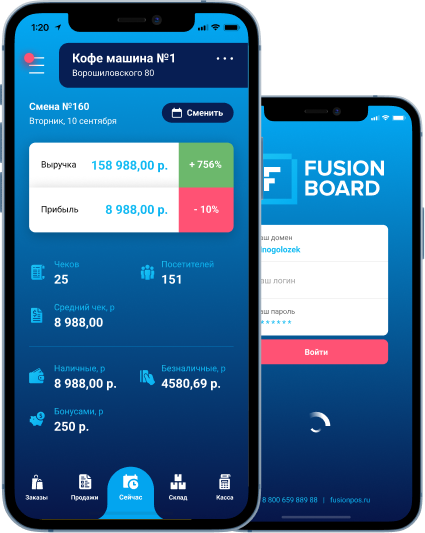 1:20
Кофе машина №1
Ворошиловского 80
Смена №160
Вторник, 10 сентября
Сменить
Выручка 158 988,00 р. + 756%
Прибыль 8 988,00 р. - 10%
Чеков
25
Посетителей
151
Средний чек, р
8 988,00
Наличные, р
8 988,00 р.
Безналичные, р
4580,69 р.
Бонусами, р
250 р.
Заказы
Продажи
Сейчас
Склад
Касса
FUSION
BOARD
аш домен
nogolozek
аш логин
аш пароль
******
Войти
8 800 659 889 88 | fusionpos.ru